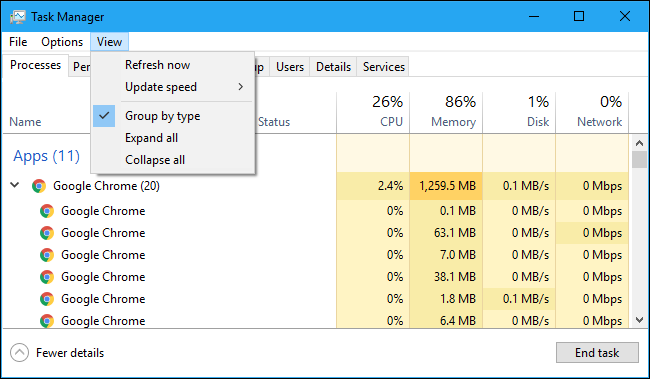 Task Manager
File Options View
Processes Per up Users Details Services
Refresh now
Update speed
Group by type
Expand all
Collapse all
26% 86% 1% 0%
Name Status CPU Memory Disk Network
Apps (11)
Google Chrome (20) 2.4% 1,259.5 MB 0.1 MB/s 0 Mbps
Google Chrome 0% 0.1 MB 0 MB/s 0 Mbps
Google Chrome 0% 63.1 MB 0 MB/s 0 Mbps
Google Chrome 0% 7.0 MB 0 MB/s 0 Mbps
Google Chrome 0% 38.1 MB 0 MB/s 0 Mbps
Google Chrome 0% 1.8 MB 0.1 MB/s 0 Mbps
Google Chrome 0% 6.4 MB 0 MB/s 0 Mbps
Fewer details End task